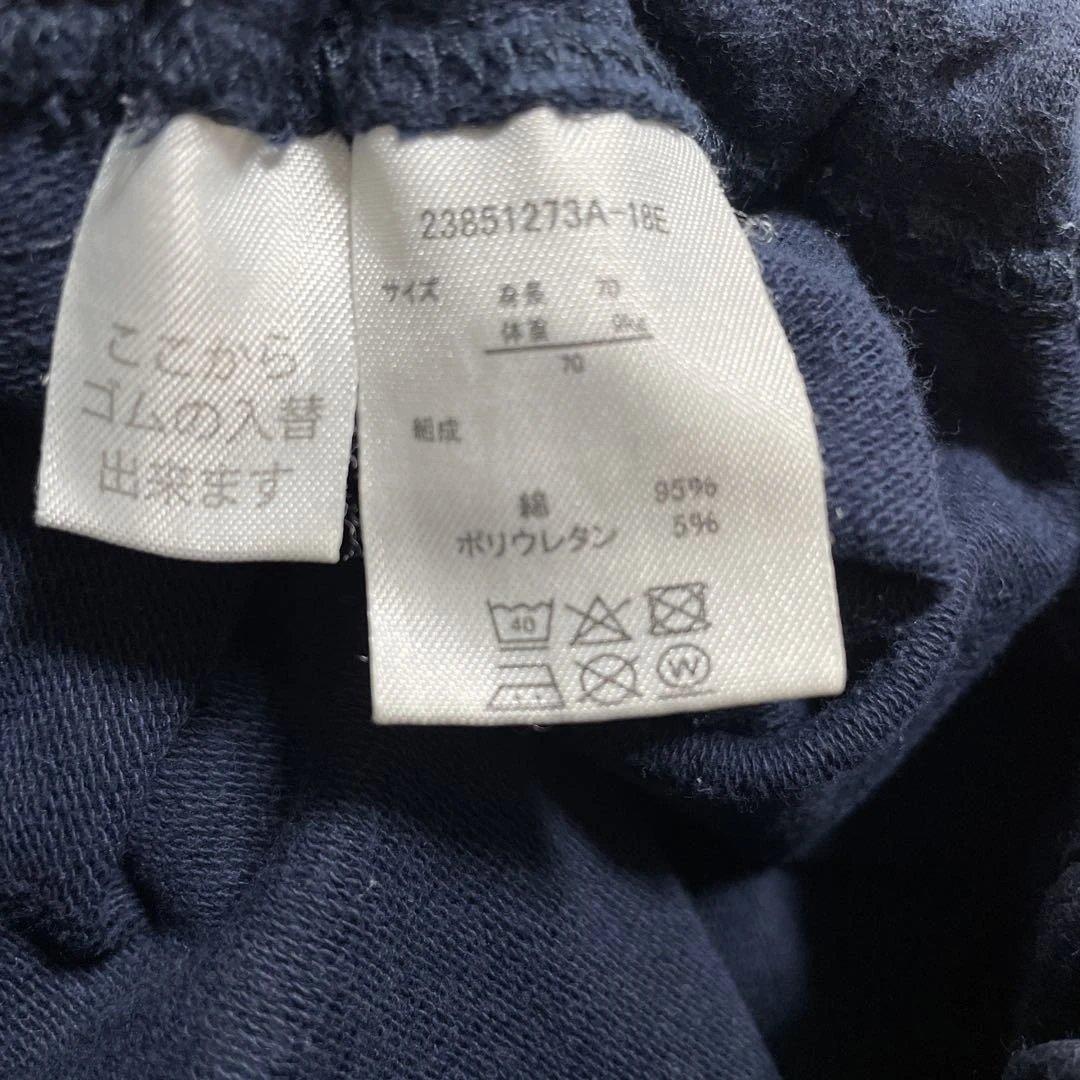 ここから
ゴムの入替
出来ます
23851273A-18E
サイズ 身長 70
体重 9kg
70
組成
綿 95%
ポリウレタン 5%
40
W